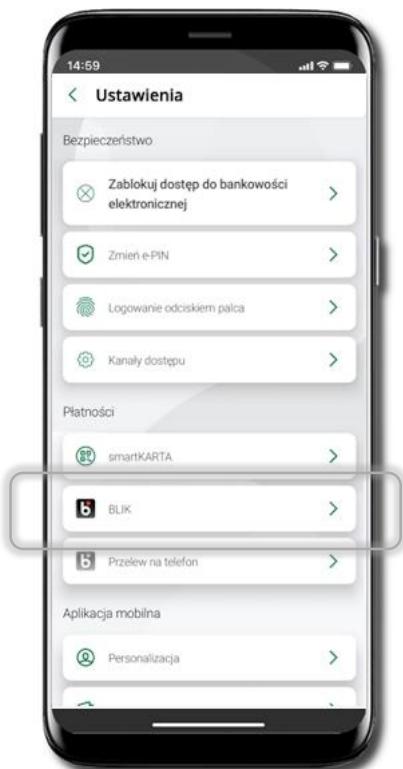 14:59
Ustawienia
Bezpieczeństwo
Zablokuj dostęp do bankowości
elektronicznej
Zmień e-PIN
Logowanie odciskiem palca
Kanały dostępu
Płatności
smartKARTA
BLIK
Przelew na telefon
Aplikacja mobilna
Personalizacja